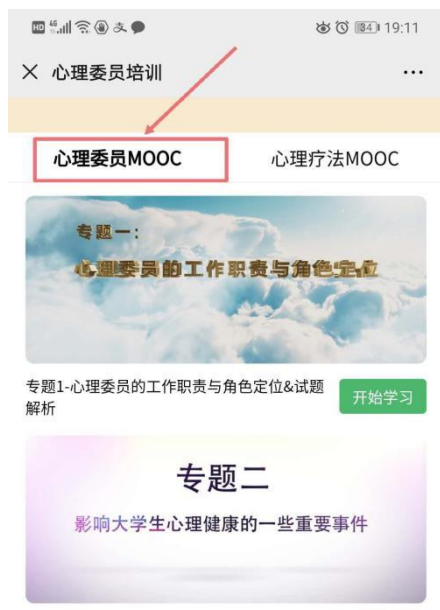 HD 46 支 34 19:11
× 心理委员培训 ...
心理委员MOOC 心理疗法MOOC
专题一:
心理委员的工作职责与角色定位
专题1-心理委员的工作职责与角色定位&试题
解析
开始学习
专题二
影响大学生心理健康的一些重要事件